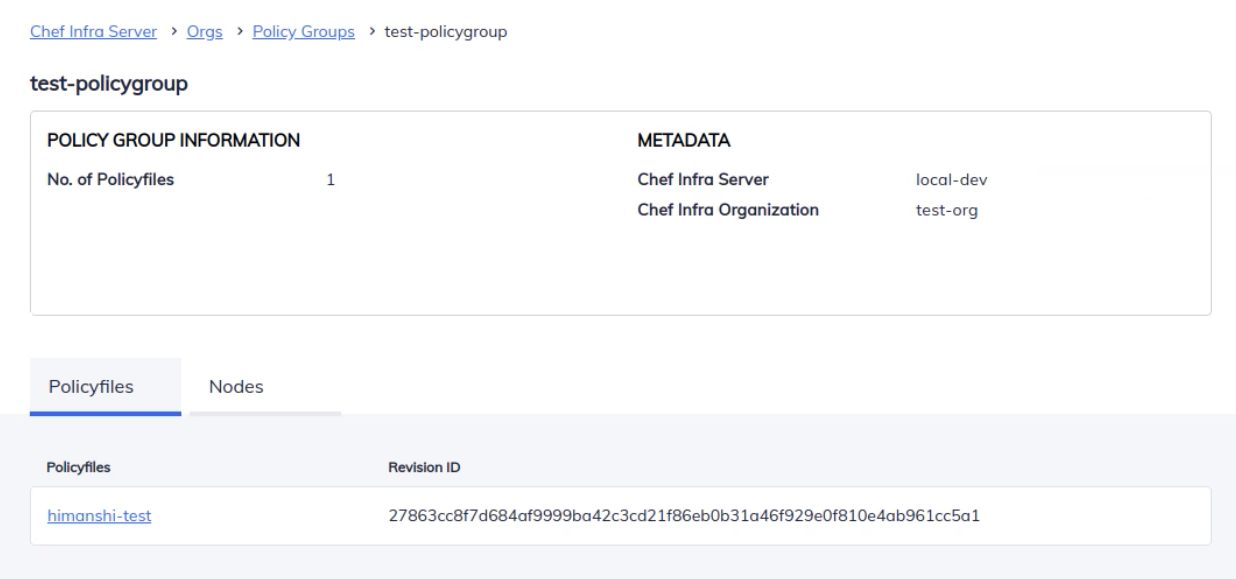 Chef Infra Server > Orgs > Policy Groups > test-policygroup
test-policygroup
POLICY GROUP INFORMATION METADATA
No. of Policyfiles 1 Chef Infra Server local-dev
Chef Infra Organization test-org
Policyfiles Nodes
Policyfiles Revision ID
himanshi-test 27863cc8f7d684af9999ba42c3cd21f86eb0b31a46f929e0f810e4ab961cc5a1